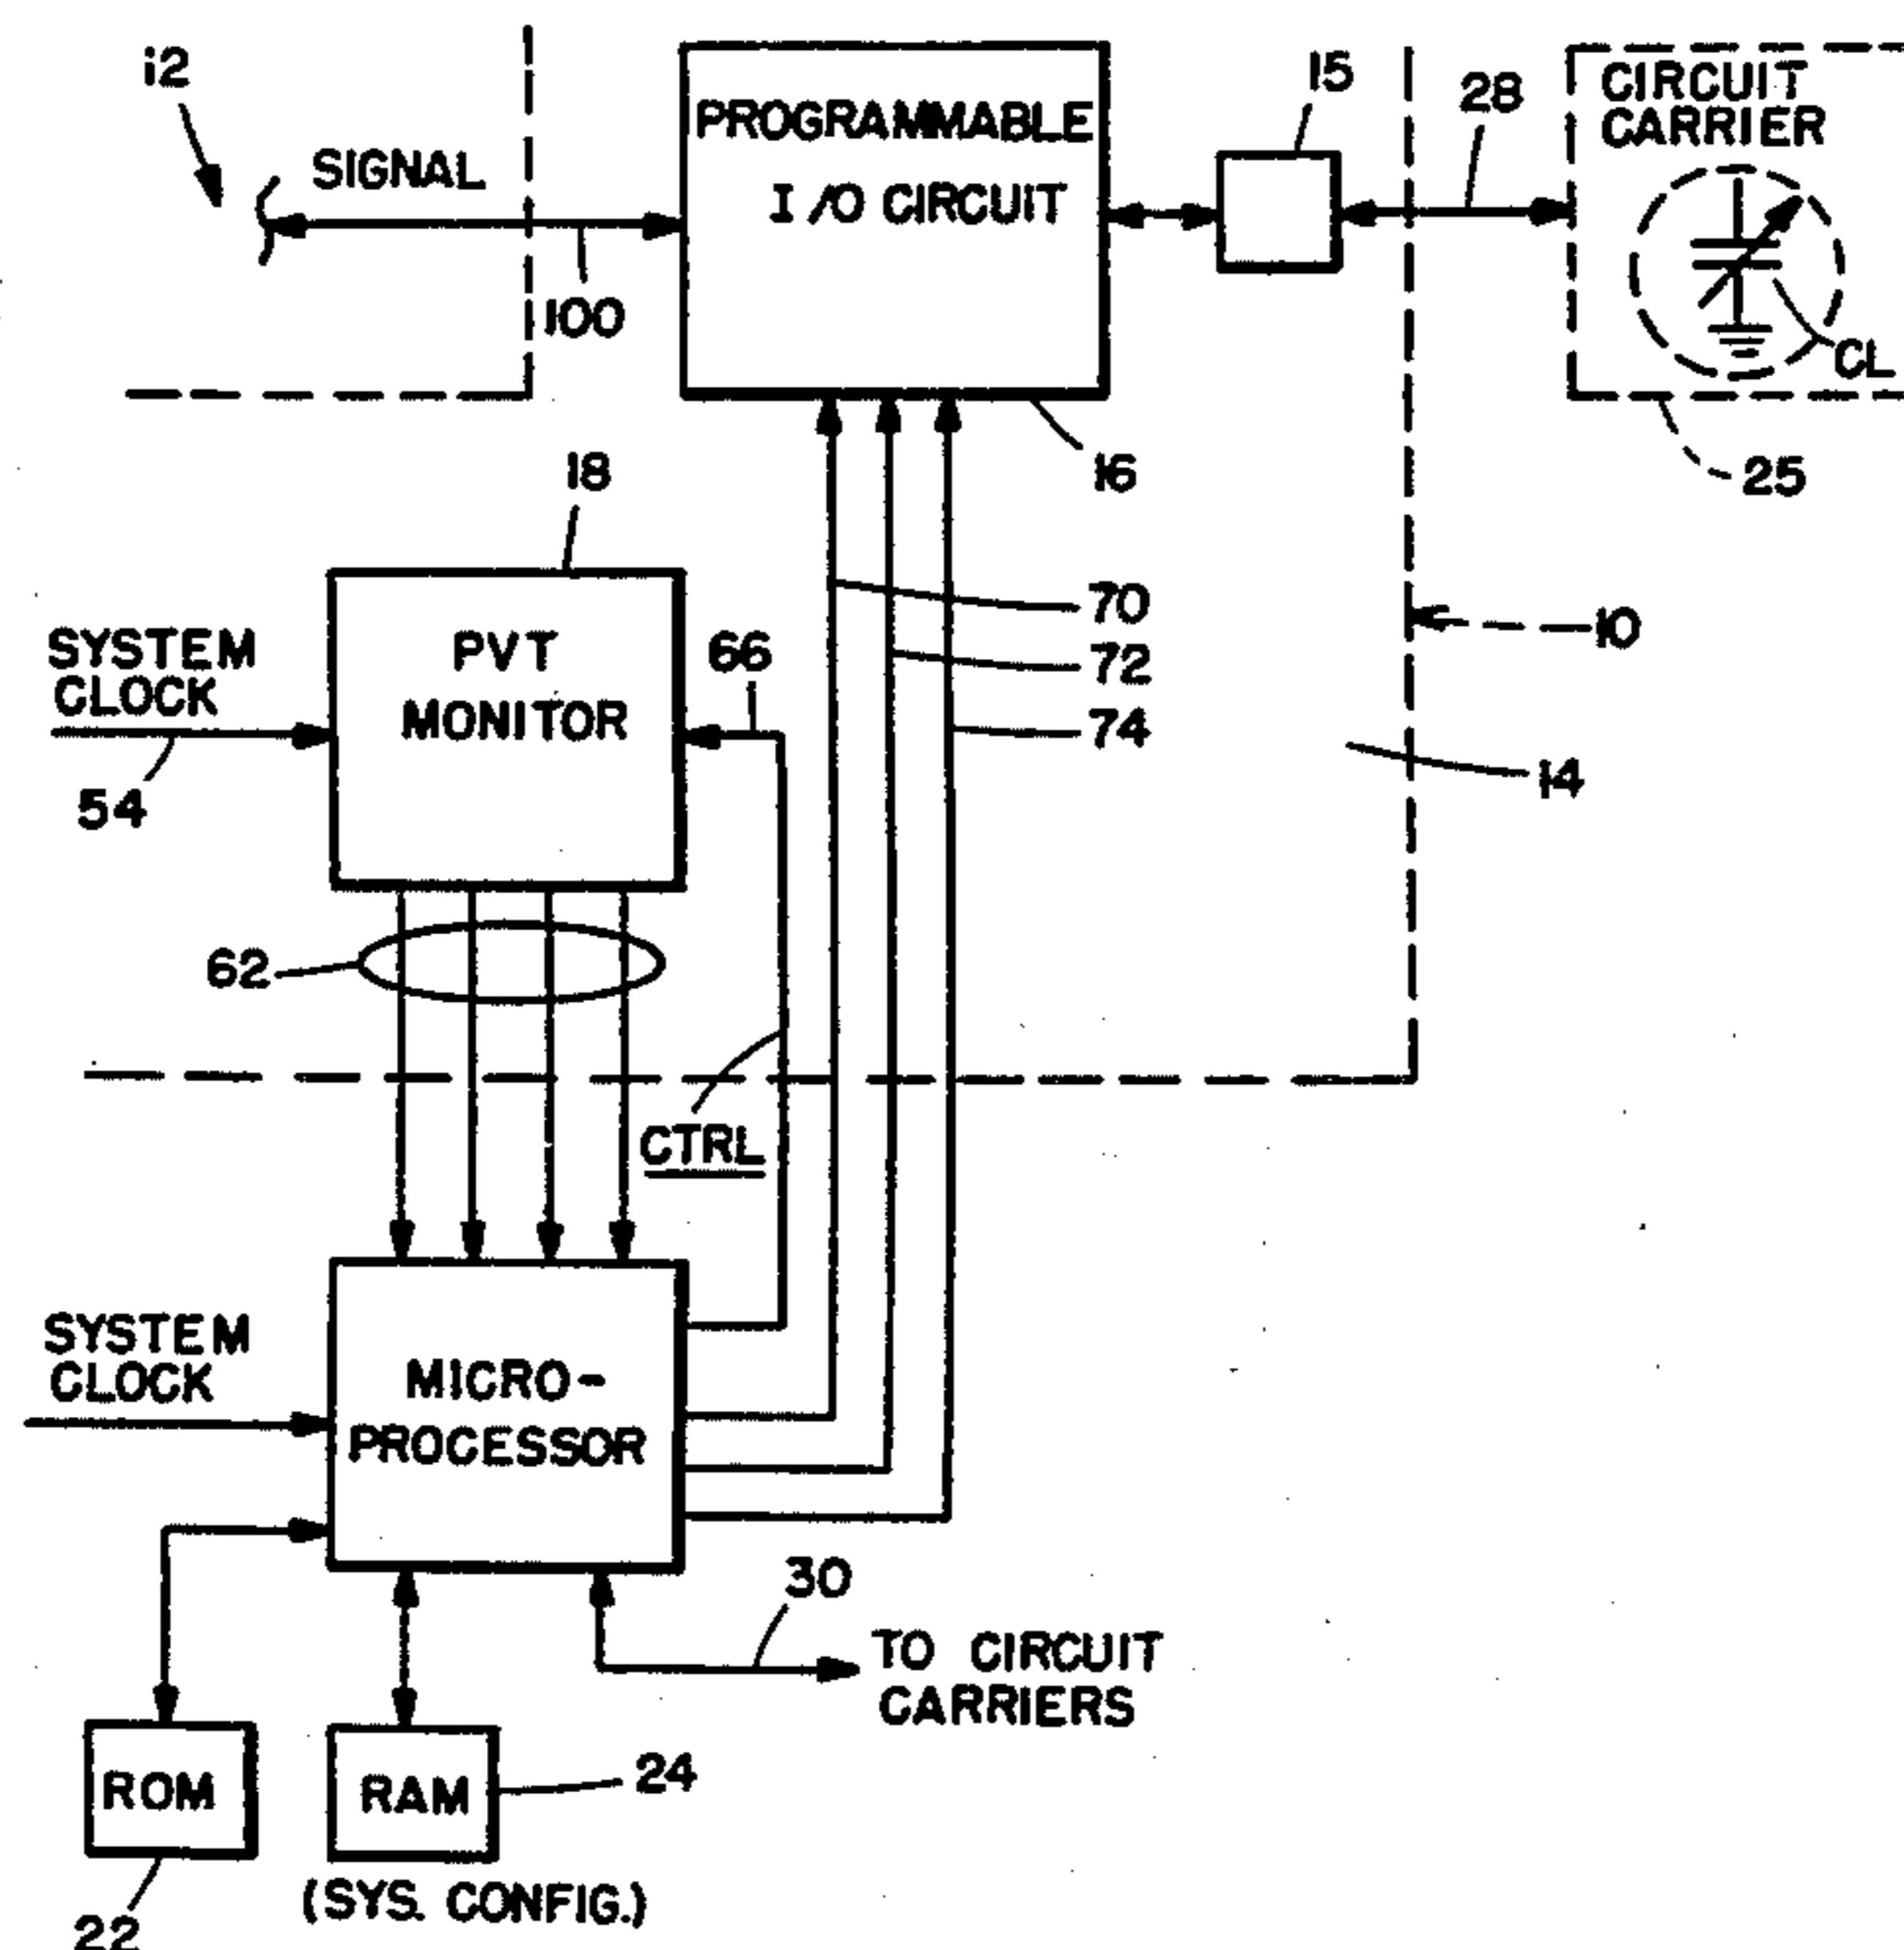 i2
SIGNAL
100
PROGRAMMABLE
I/O CIRCUIT
15
28
CIRCUIT
CARRIER
CL
25
16
18
PVT
MONITOR
SYSTEM
CLOCK
54
66
70
72
74
10
14
62
CTRL
SYSTEM
CLOCK
MICRO-
PROCESSOR
30
TO CIRCUIT
CARRIERS
ROM
RAM
24
(SYS. CONFIG.)
22